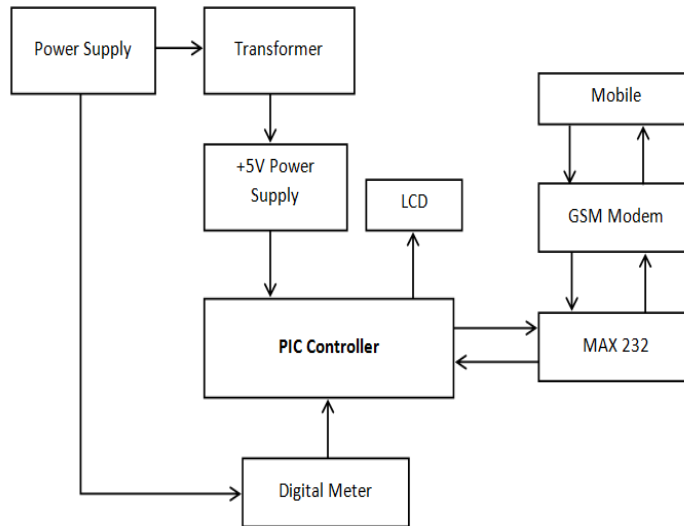 Power Supply
Transformer
Mobile
+5V Power
Supply
LCD
GSM Modem
PIC Controller
MAX 232
Digital Meter